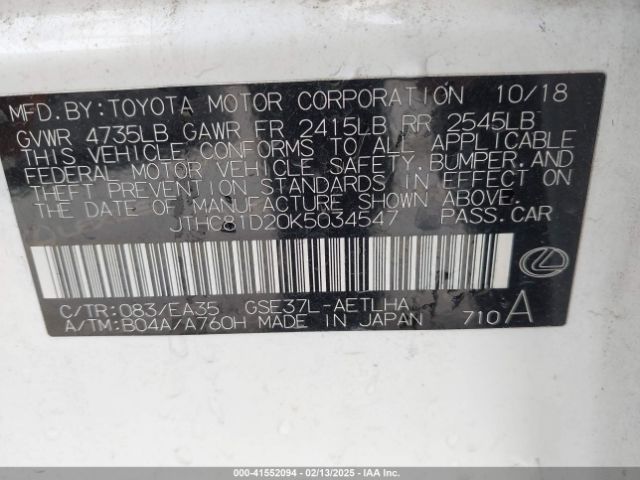 MFD. BY: TOYOTA MOTOR CORPORATION 10/18
GVWR 4735LB GAWR FR 2415LB RR 2545LB
THIS VEHICLE CONFORMS TO ALL APPLICABLE
FEDERAL MOTOR VEHICLE SAFETY, BUMPER, AND
THEFT PREVENTION STANDARDS IN EFFECT ON
THE DATE OF MANUFACTURE SHOWN ABOVE.
JTHC81D20K5034547 PASS. CAR
C/TR: 083/EA35 GSE37L-AETLHA
A/TM: B04A/A760H MADE IN JAPAN 710 A
000-41552094 - 02/13/2025 - IAA Inc.